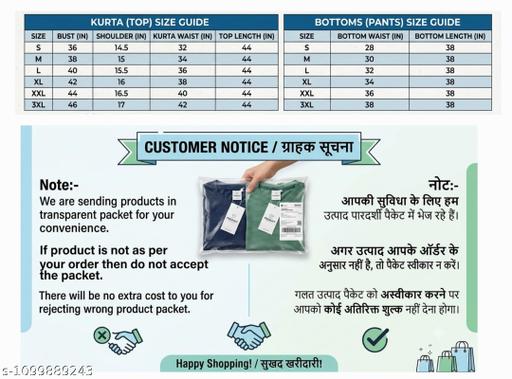 KURTA (TOP) SIZE GUIDE
SIZE BUST (IN) SHOULDER (IN) KURTA WAIST (IN) TOP LENGTH (IN)
S 36 14.5 32 44
M 38 15 34 44
L 40 15.5 36 44
XL 42 16 38 44
XXL 44 16.5 40 44
3XL 46 17 42 44
BOTTOMS (PANTS) SIZE GUIDE
SIZE BOTTOM WAIST (IN) BOTTOM LENGTH (IN)
S 28 38
M 30 38
L 32 38
XL 34 38
XXL 36 38
3XL 38 38
CUSTOMER NOTICE / ग्राहक सूचना
Note:-
We are sending products in
transparent packet for your
convenience.
If product is not as per
your order then do not accept
the packet.
There will be no extra cost to you for
rejecting wrong product packet.
नोट:-
आपकी सुविधा के लिए हम
उत्पाद पारदर्शी पैकेट में भेज रहे हैं।
अगर उत्पाद आपके ऑर्डर के
अनुसार नहीं है, तो पैकेट स्वीकार न करें।
गलत उत्पाद पैकेट को अस्वीकार करने पर
आपको कोई अतिरिक्त शुल्क नहीं देना होगा।
Happy Shopping! / सुखद खरीदारी!
s-1099889243